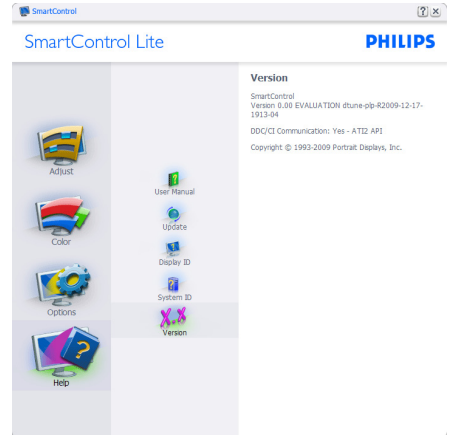 SmartControl
SmartControl Lite
PHILIPS
Adjust
Color
Options
Help
User Manual
Update
Display ID
System ID
X.X
Version
Version
SmartControl
Version 0.00 EVALUATION dtune-plp-R2009-12-17-
1913-04
DDC/CI Communication: Yes - ATI2 API
Copyright © 1993-2009 Portrait Displays, Inc.